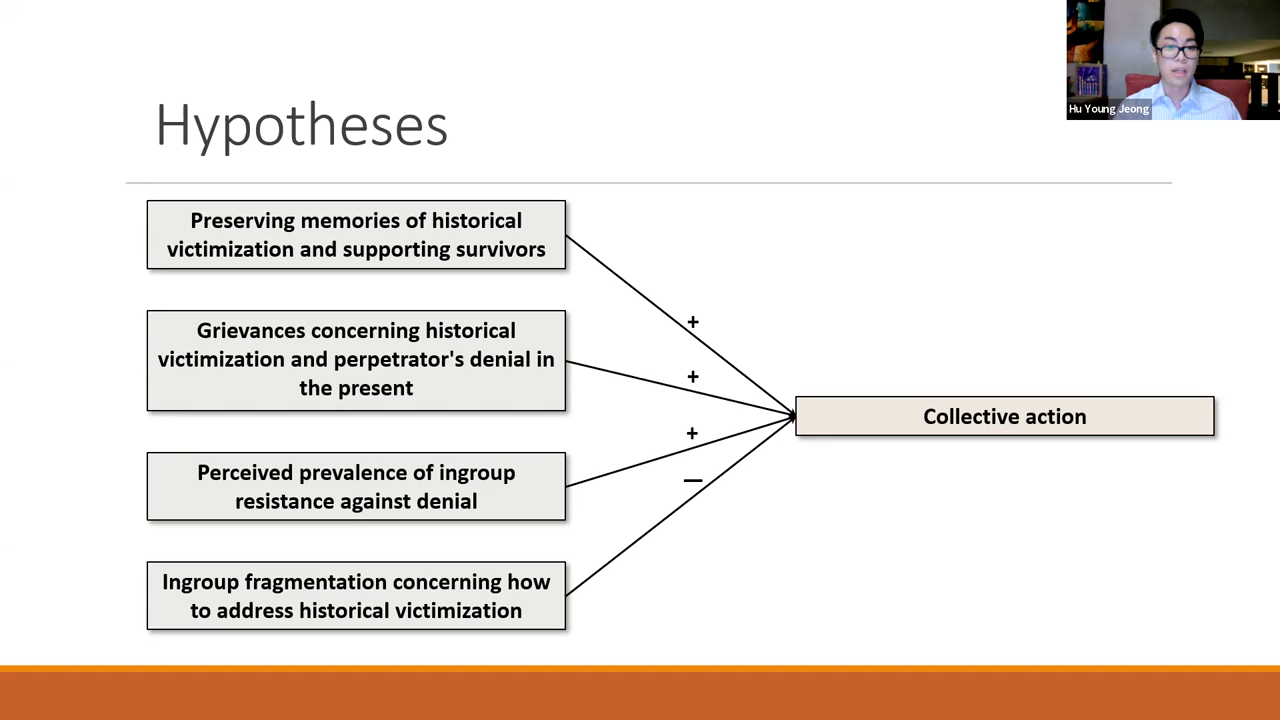 Hu Young Jeong
Hypotheses
Preserving memories of historical
victimization and supporting survivors
Grievances concerning historical
victimization and perpetrator's denial in
the present
Perceived prevalence of ingroup
resistance against denial
Ingroup fragmentation concerning how
to address historical victimization
+
+
+
—
Collective action